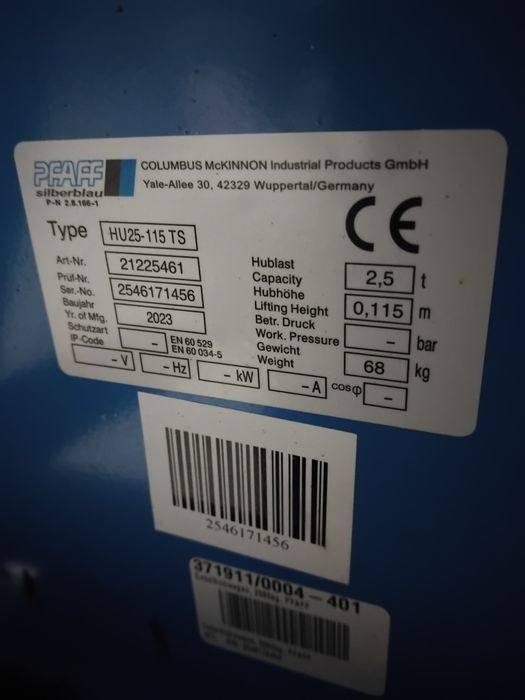 PFAFF
silberblau
P-N 2.8.166-1
COLUMBUS McKINNON Industrial Products GmbH
Yale-Allee 30, 42329 Wuppertal/Germany
CE
Type HU25-115 TS
Art-Nr. 21225461
Prüf-Nr.
Ser.-No. 2546171456
Baujahr
Yr. of Mfg. 2023
Schutzart
IP-Code - EN 60 529
EN 60 034-5
- V - Hz - kW - A cosφ -
Hublast
Capacity 2,5 t
Hubhöhe
Lifting Height 0,115 m
Betr. Druck
Work. Pressure - bar
Gewicht
Weight 68 kg
2546171456
371911/0004-401
PFAFF